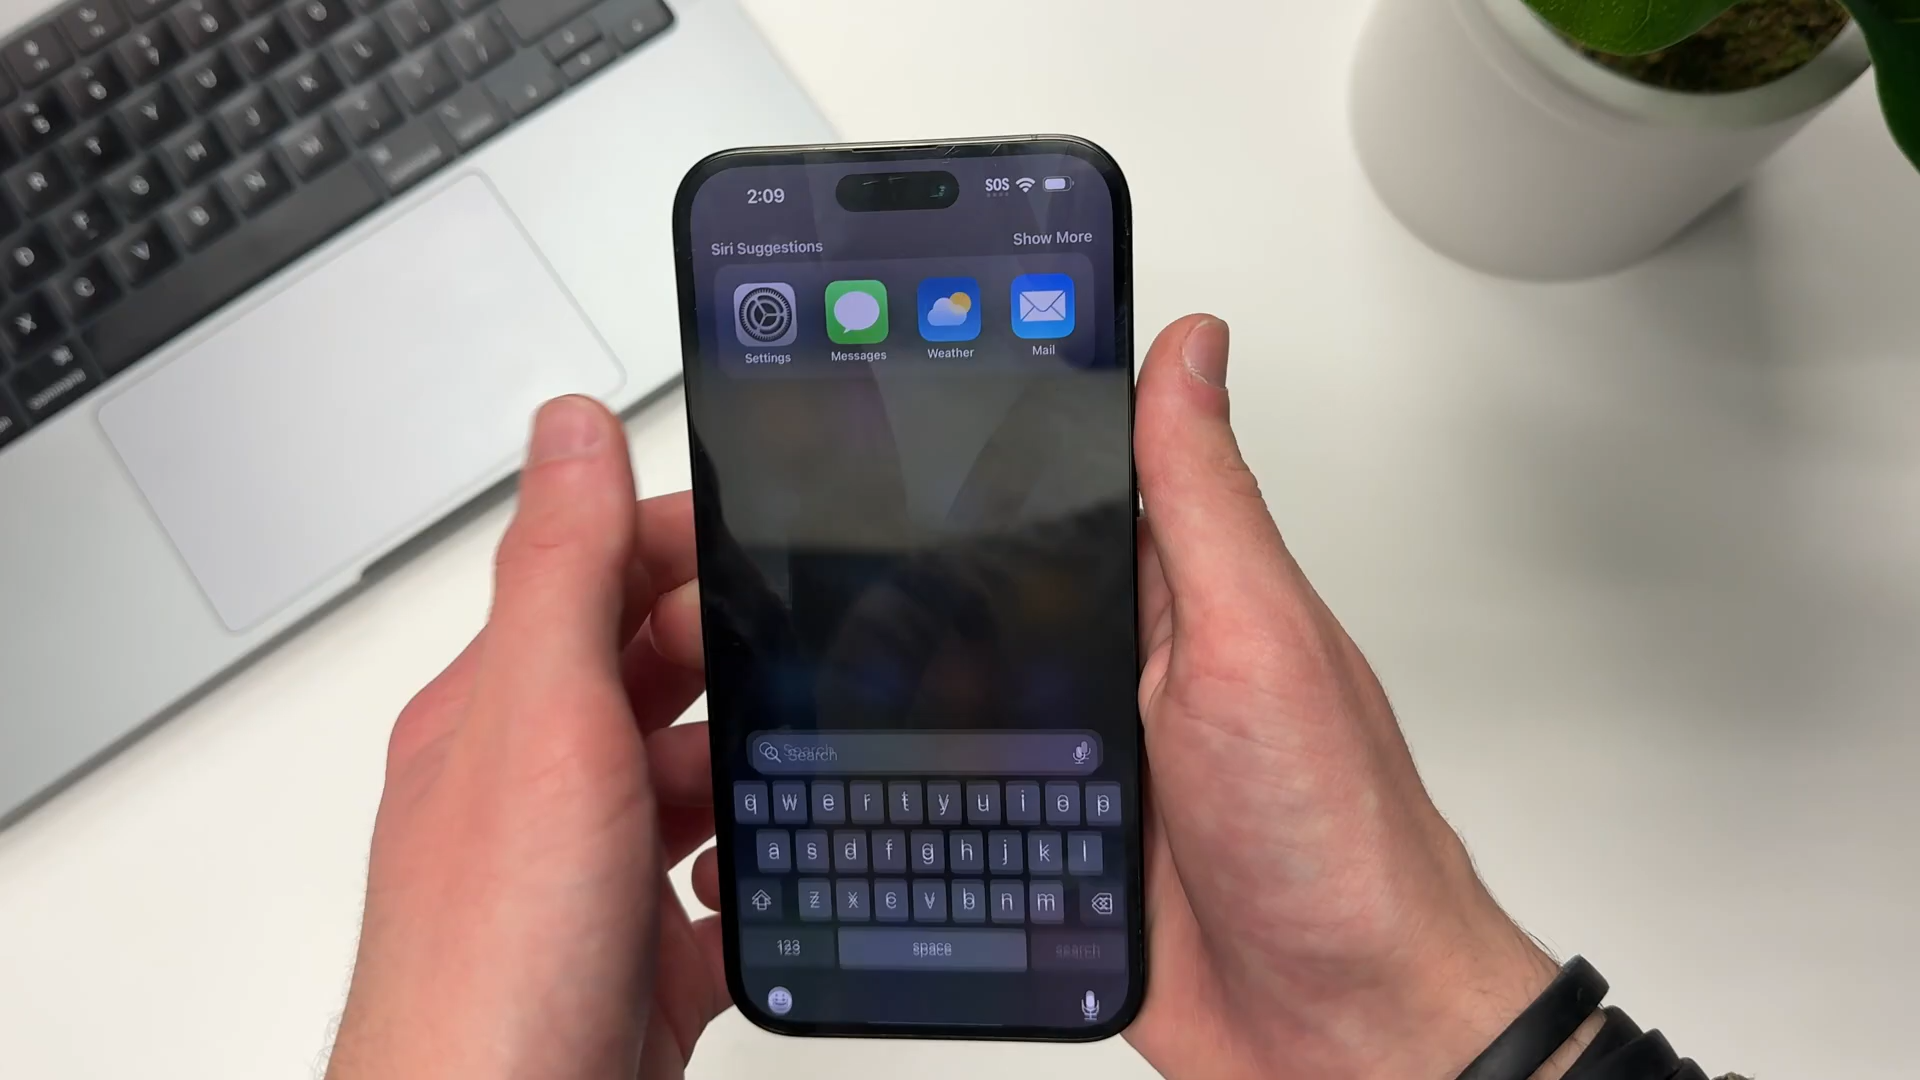 2:09 SOS
Siri Suggestions Show More
Settings Messages Weather Mail
Search
q w e r t y u i o p
a s d f g h j k l
z x c v b n m
123 space search